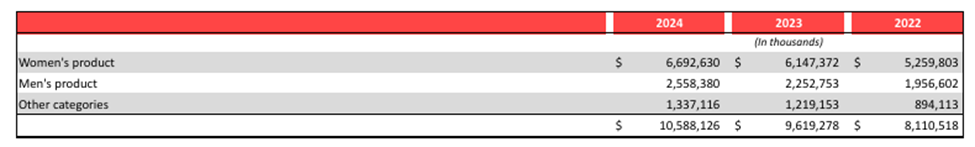 2024 2023 2022
(In thousands)
Women's product $ 6,692,630 $ 6,147,372 $ 5,259,803
Men's product 2,558,380 2,252,753 1,956,602
Other categories 1,337,116 1,219,153 894,113
$ 10,588,126 $ 9,619,278 $ 8,110,518